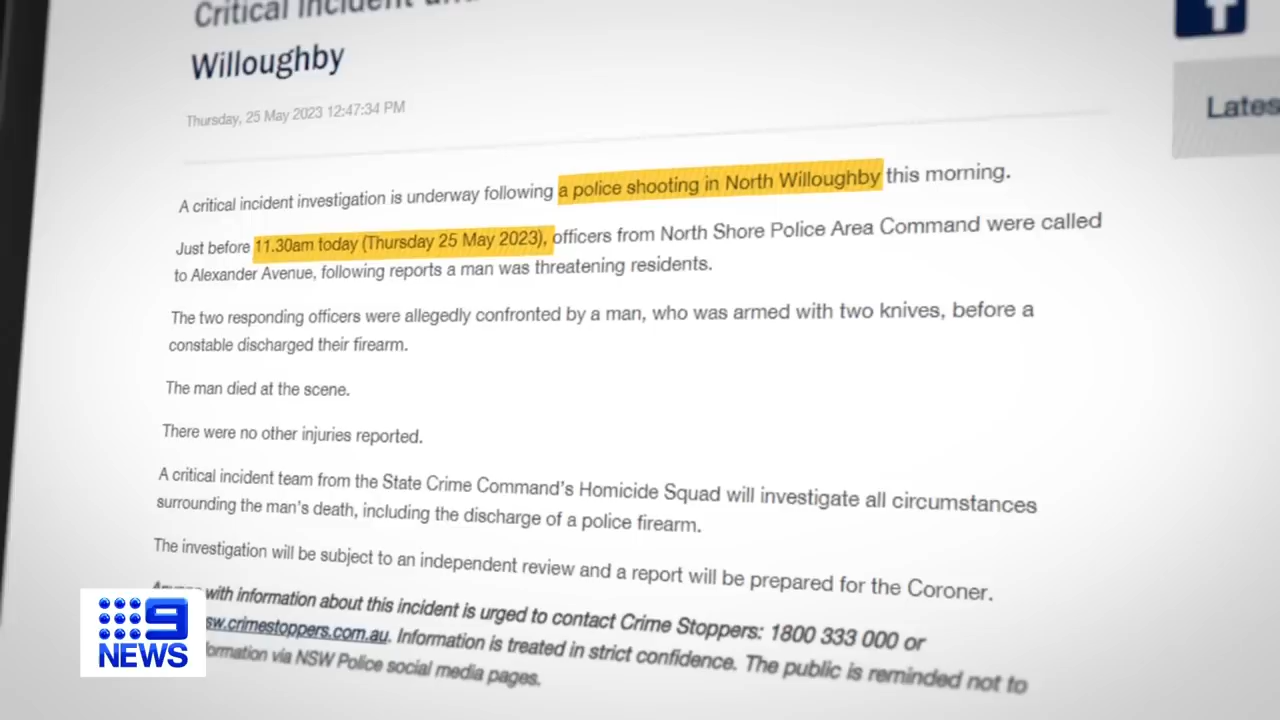 Critical Incident
Willoughby
Thursday, 25 May 2023 12:47:34 PM
Lates
A critical incident investigation is underway following a police shooting in North Willoughby this morning.
Just before 11.30am today (Thursday 25 May 2023), officers from North Shore Police Area Command were called
to Alexander Avenue, following reports a man was threatening residents.
The two responding officers were allegedly confronted by a man, who was armed with two knives, before a
constable discharged their firearm.
The man died at the scene.
There were no other injuries reported.
A critical incident team from the State Crime Command's Homicide Squad will investigate all circumstances
surrounding the man's death, including the discharge of a police firearm.
The investigation will be subject to an independent review and a report will be prepared for the Coroner.
with information about this incident is urged to contact Crime Stoppers: 1800 333 000 or
sw.crimestoppers.com.au. Information is treated in strict confidence. The public is reminded not to
ormation via NSW Police social media pages.
9
NEWS